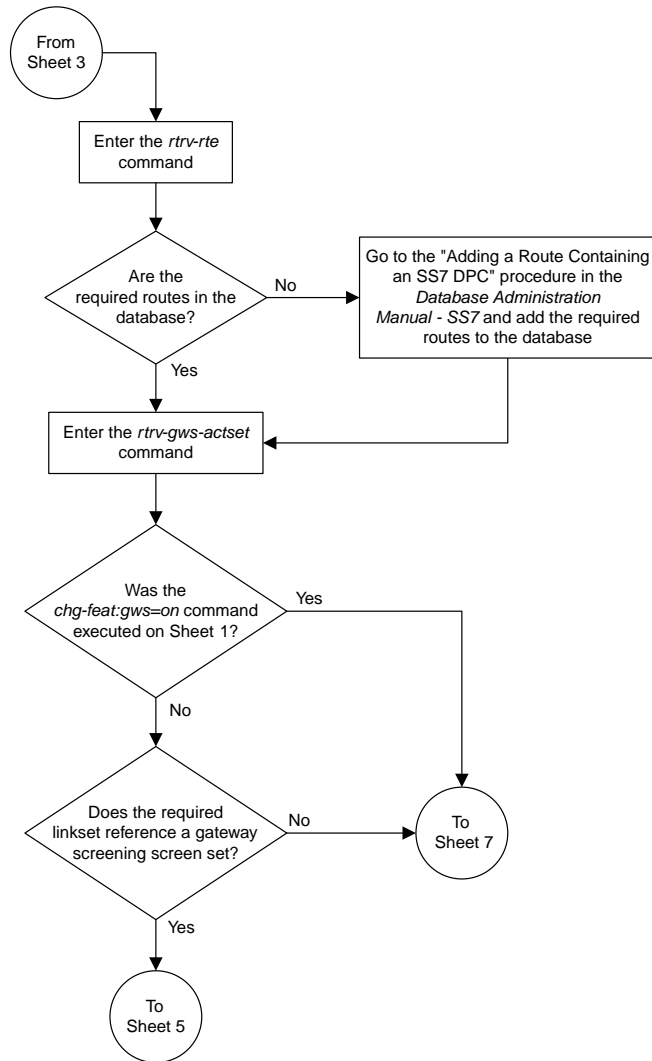 From
Sheet 3
Enter the rtrv-rte
command
Are the
required routes in the
database?
No
Go to the "Adding a Route Containing
an SS7 DPC" procedure in the
Database Administration
Manual - SS7 and add the required
routes to the database
Yes
Enter the rtrv-gws-actset
command
Was the
chg-feat:gws=on command
executed on Sheet 1?
Yes
No
Does the required
linkset reference a gateway
screening screen set?
No
To
Sheet 7
Yes
To
Sheet 5